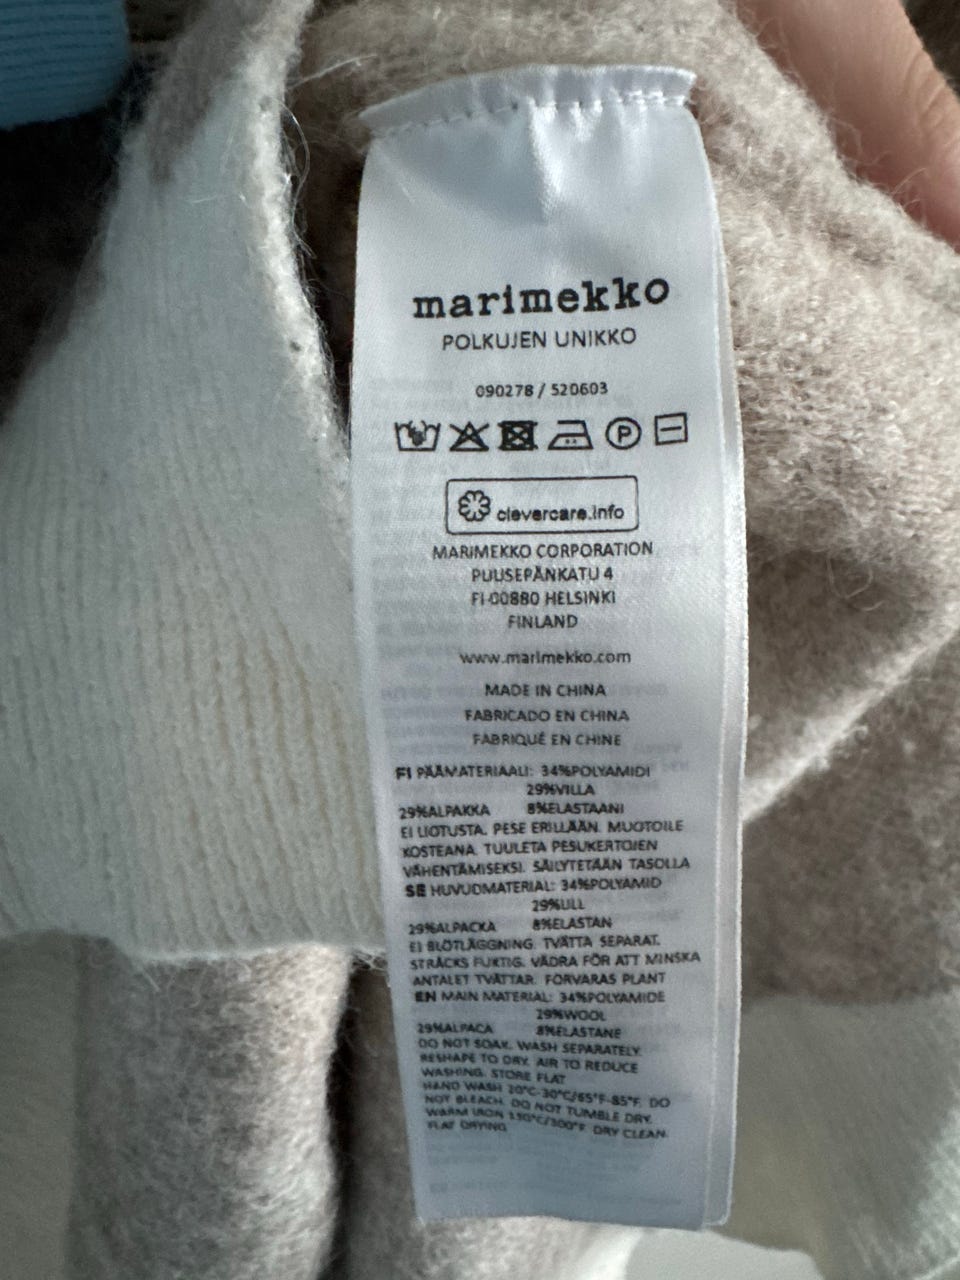 marimekko
POLKUJEN UNIKKO
090278 / 520603
P
clevercare.info
MARIMEKKO CORPORATION
PUUSEPÄNKATU 4
FI-00880 HELSINKI
FINLAND
www.marimekko.com
MADE IN CHINA
FABRICADO EN CHINA
FABRIQUÉ EN CHINE
FI PÄÄMATERIAALI: 34%POLYAMIDI
29%VILLA
29%ALPAKKA 8%ELASTAANI
EI LIOTUSTA. PESE ERILLÄÄN. MUOTOILE
KOSTEANA. TUULETA PESUKERTOJEN
VÄHENTÄMISEKSI. SÄILYTETÄÄN TASOLLA
SE HUVUDMATERIAL: 34%POLYAMID
29%ULL
29%ALPACKA 8%ELASTAN
EJ BLÖTLÄGGNING. TVÄTTA SEPARAT.
STRÄCKS FUKTIG. VÄDRA FÖR ATT MINSKA
ANTALET TVÄTTAR. FÖRVARAS PLANT
EN MAIN MATERIAL: 34%POLYAMIDE
29%WOOL
29%ALPACA 8%ELASTANE
DO NOT SOAK. WASH SEPARATELY.
RESHAPE TO DRY. AIR TO REDUCE
WASHING. STORE FLAT
HAND WASH 20°C-30°C/65°F-85°F. DO
NOT BLEACH. DO NOT TUMBLE DRY.
WARM IRON 150°C/300°F. DRY CLEAN.
FLAT DRYING